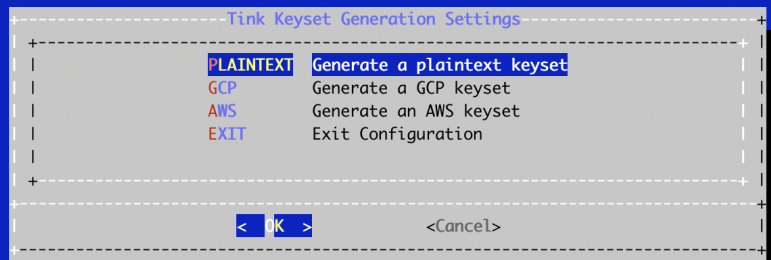 Tink Keyset Generation Settings
PLAINTEXT Generate a plaintext keyset
GCP Generate a GCP keyset
AWS Generate an AWS keyset
EXIT Exit Configuration
< OK > <Cancel>